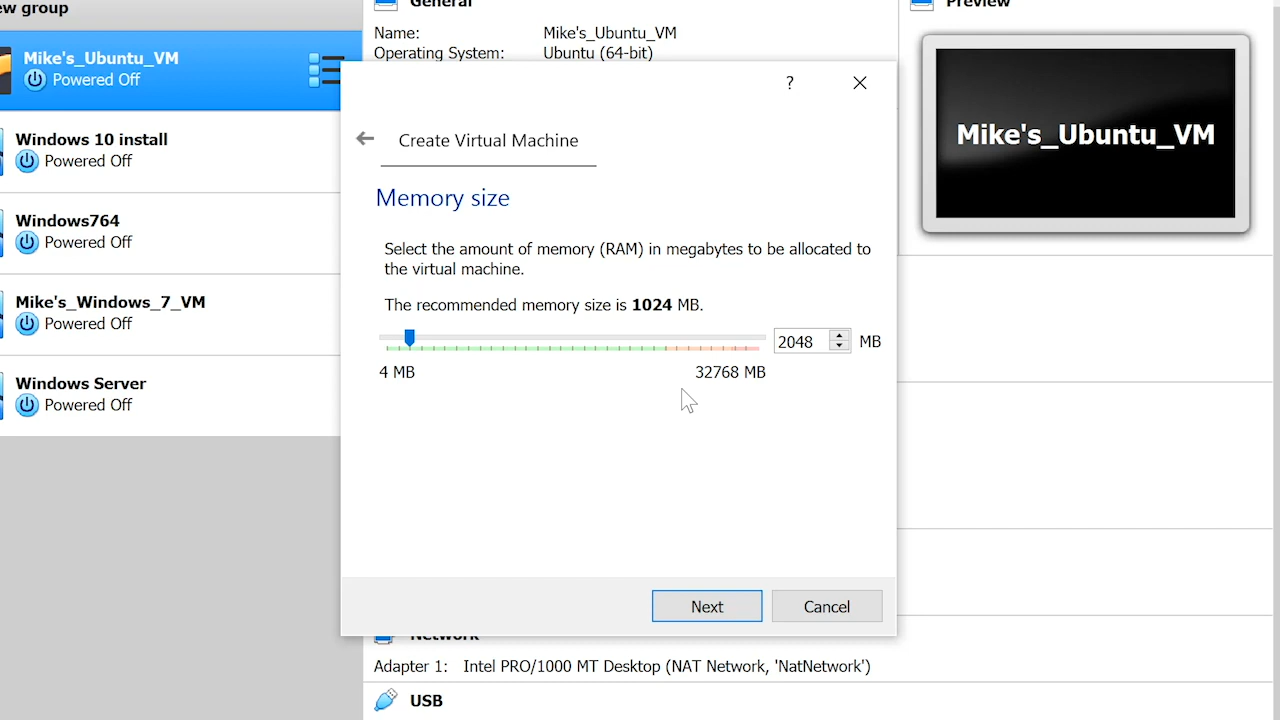 group
General
Preview
Name: Mike's_Ubuntu_VM
Operating System: Ubuntu (64-bit)
Mike's_Ubuntu_VM
Powered Off
Windows 10 install
Powered Off
Windows764
Powered Off
Mike's_Windows_7_VM
Powered Off
Windows Server
Powered Off
?
Create Virtual Machine
Memory size
Select the amount of memory (RAM) in megabytes to be allocated to
the virtual machine.
The recommended memory size is 1024 MB.
2048 MB
4 MB 32768 MB
Next Cancel
Mike's_Ubuntu_VM
Network
Adapter 1: Intel PRO/1000 MT Desktop (NAT Network, 'NatNetwork')
USB